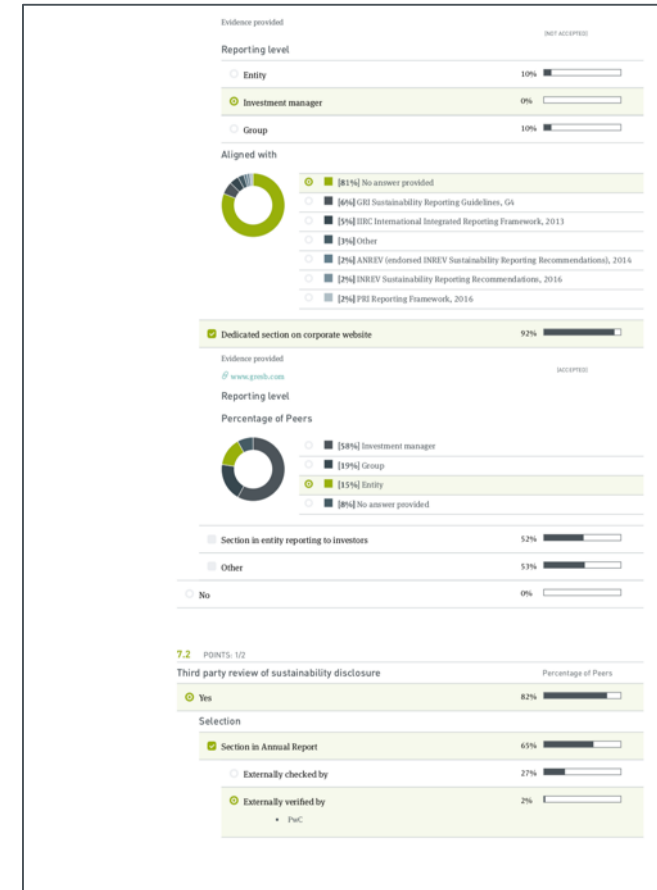 Evidence provided
[NOT ACCEPTED]
Reporting level
Entity 10%
Investment manager 0%
Group 10%
Aligned with
[81%] No answer provided
[6%] GRI Sustainability Reporting Guidelines, G4
[5%] IIRC International Integrated Reporting Framework, 2013
[3%] Other
[2%] ANREV (endorsed INREV Sustainability Reporting Recommendations), 2014
[2%] INREV Sustainability Reporting Recommendations, 2016
[2%] PRI Reporting Framework, 2016
Dedicated section on corporate website 92%
Evidence provided
[ACCEPTED]
www.gresb.com
Reporting level
Percentage of Peers
[58%] Investment manager
[19%] Group
[15%] Entity
[8%] No answer provided
Section in entity reporting to investors 52%
Other 53%
No 0%
7.2 POINTS: 1/2
Third party review of sustainability disclosure Percentage of Peers
Yes 82%
Selection
Section in Annual Report 65%
Externally checked by 27%
Externally verified by 2%
• PwC